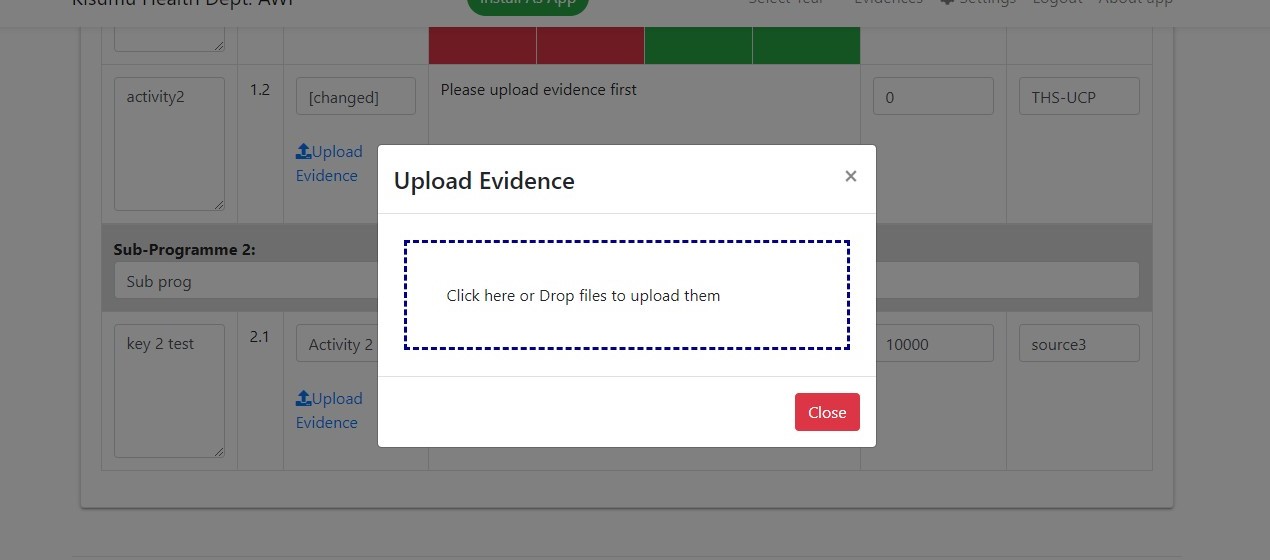 Kisumu Health Dept. AWP
Install As App
Select Year
Evidences
Settings
Logout
About app
activity2
1.2
[changed]
Please upload evidence first
0
THS-UCP
Upload
Evidence
Upload Evidence
×
Click here or Drop files to upload them
Close
Sub-Programme 2:
Sub prog
key 2 test
2.1
Activity 2
10000
source3
Upload
Evidence